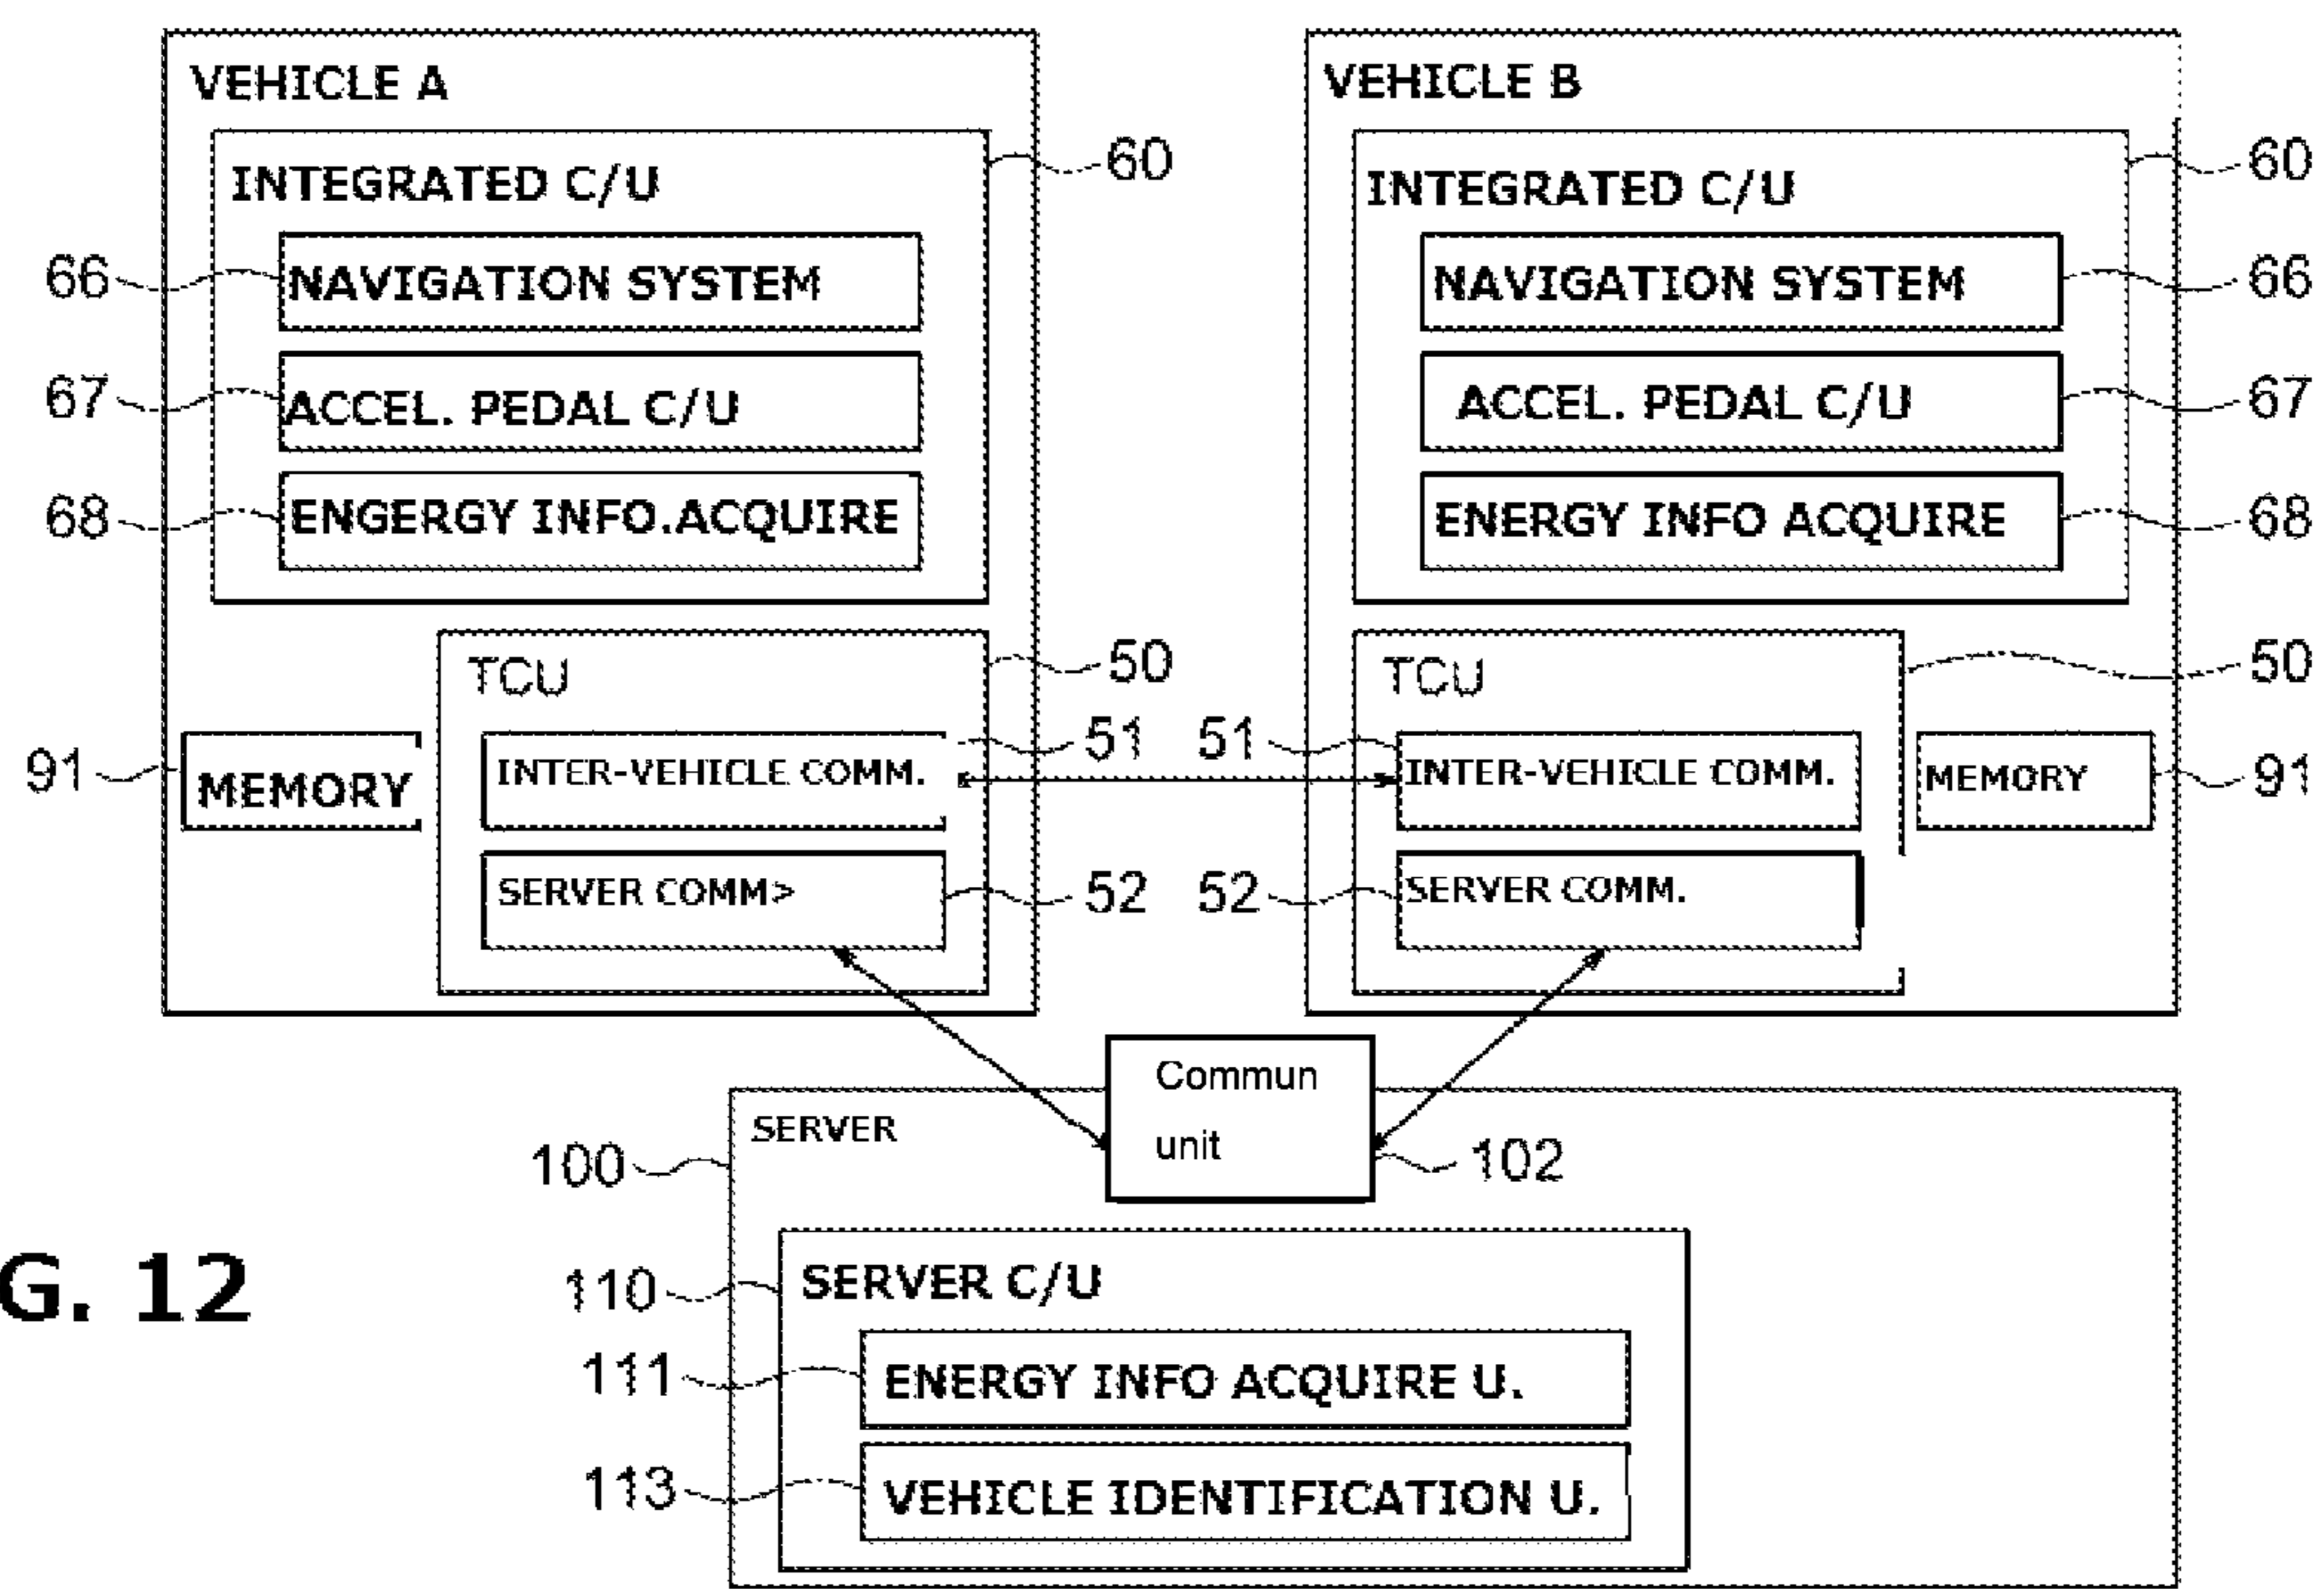 VEHICLE A
INTEGRATED C/U
60
66
NAVIGATION SYSTEM
67
ACCEL. PEDAL C/U
68
ENGERGY INFO.ACQUIRE
TCU
50
91
MEMORY
INTER-VEHICLE COMM.
51
SERVER COMM>
52
VEHICLE B
INTEGRATED C/U
60
NAVIGATION SYSTEM
66
ACCEL. PEDAL C/U
67
ENERGY INFO ACQUIRE
68
TCU
50
51
INTER-VEHICLE COMM.
MEMORY
91
52
SERVER COMM.
Commun
unit
102
100
SERVER
110
SERVER C/U
111
ENERGY INFO ACQUIRE U.
113
VEHICLE IDENTIFICATION U.
G. 12